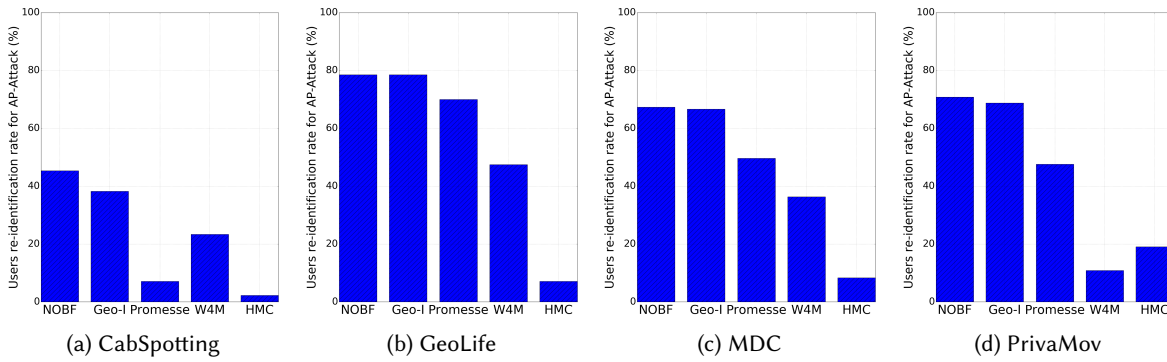 Users re-identification rate for AP-Attack (%)
100
80
60
40
20
0
NOBF Geo-I Promesse W4M HMC
(a) CabSpotting
Users re-identification rate for AP-Attack (%)
100
80
60
40
20
0
NOBF Geo-I Promesse W4M HMC
(b) GeoLife
Users re-identification rate for AP-Attack (%)
100
80
60
40
20
0
NOBF Geo-I Promesse W4M HMC
(c) MDC
Users re-identification rate for AP-Attack (%)
100
80
60
40
20
0
NOBF Geo-I Promesse W4M HMC
(d) PrivaMov